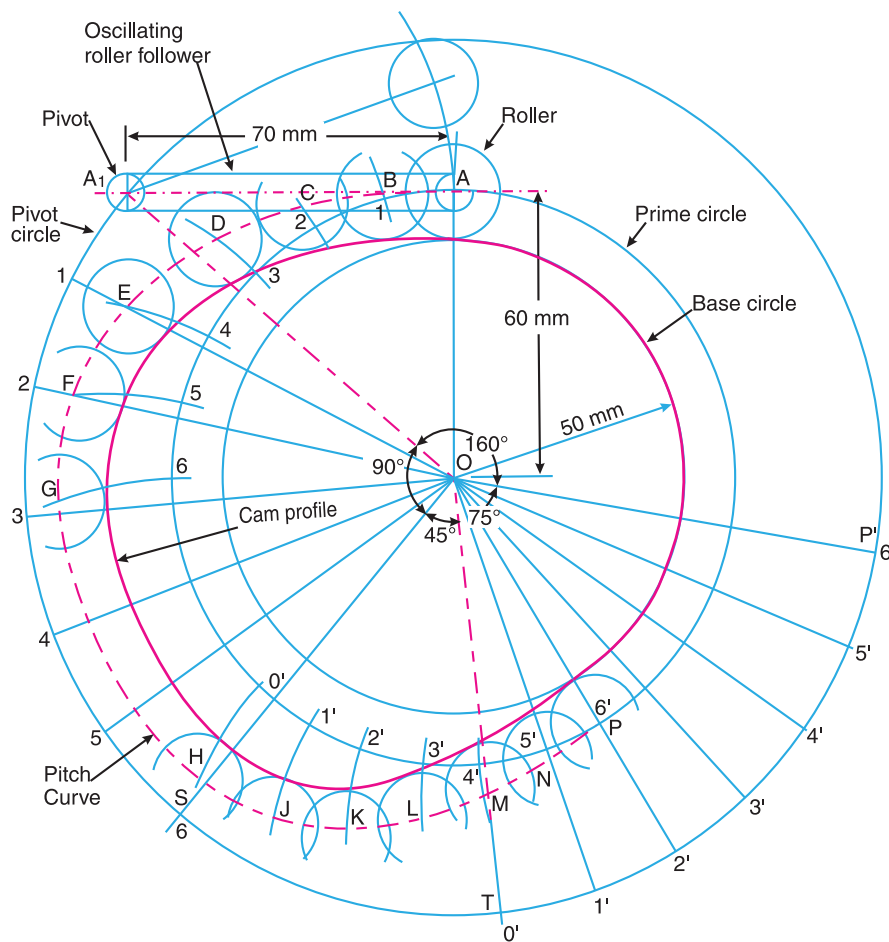 Oscillating
roller follower
Pivot
70 mm
Roller
A1
C
B
A
Pivot
circle
D
2
1
Prime circle
1
E
3
4
60 mm
Base circle
2
F
5
50 mm
6
O
160°
90°
G
3
Cam profile
45°
75°
P'
6'
4
0'
5'
1'
5
2'
6'
P
3'
5'
4'
H
4'
N
Pitch
Curve
S
J
K
L
M
3'
6
2'
T
1'
0'